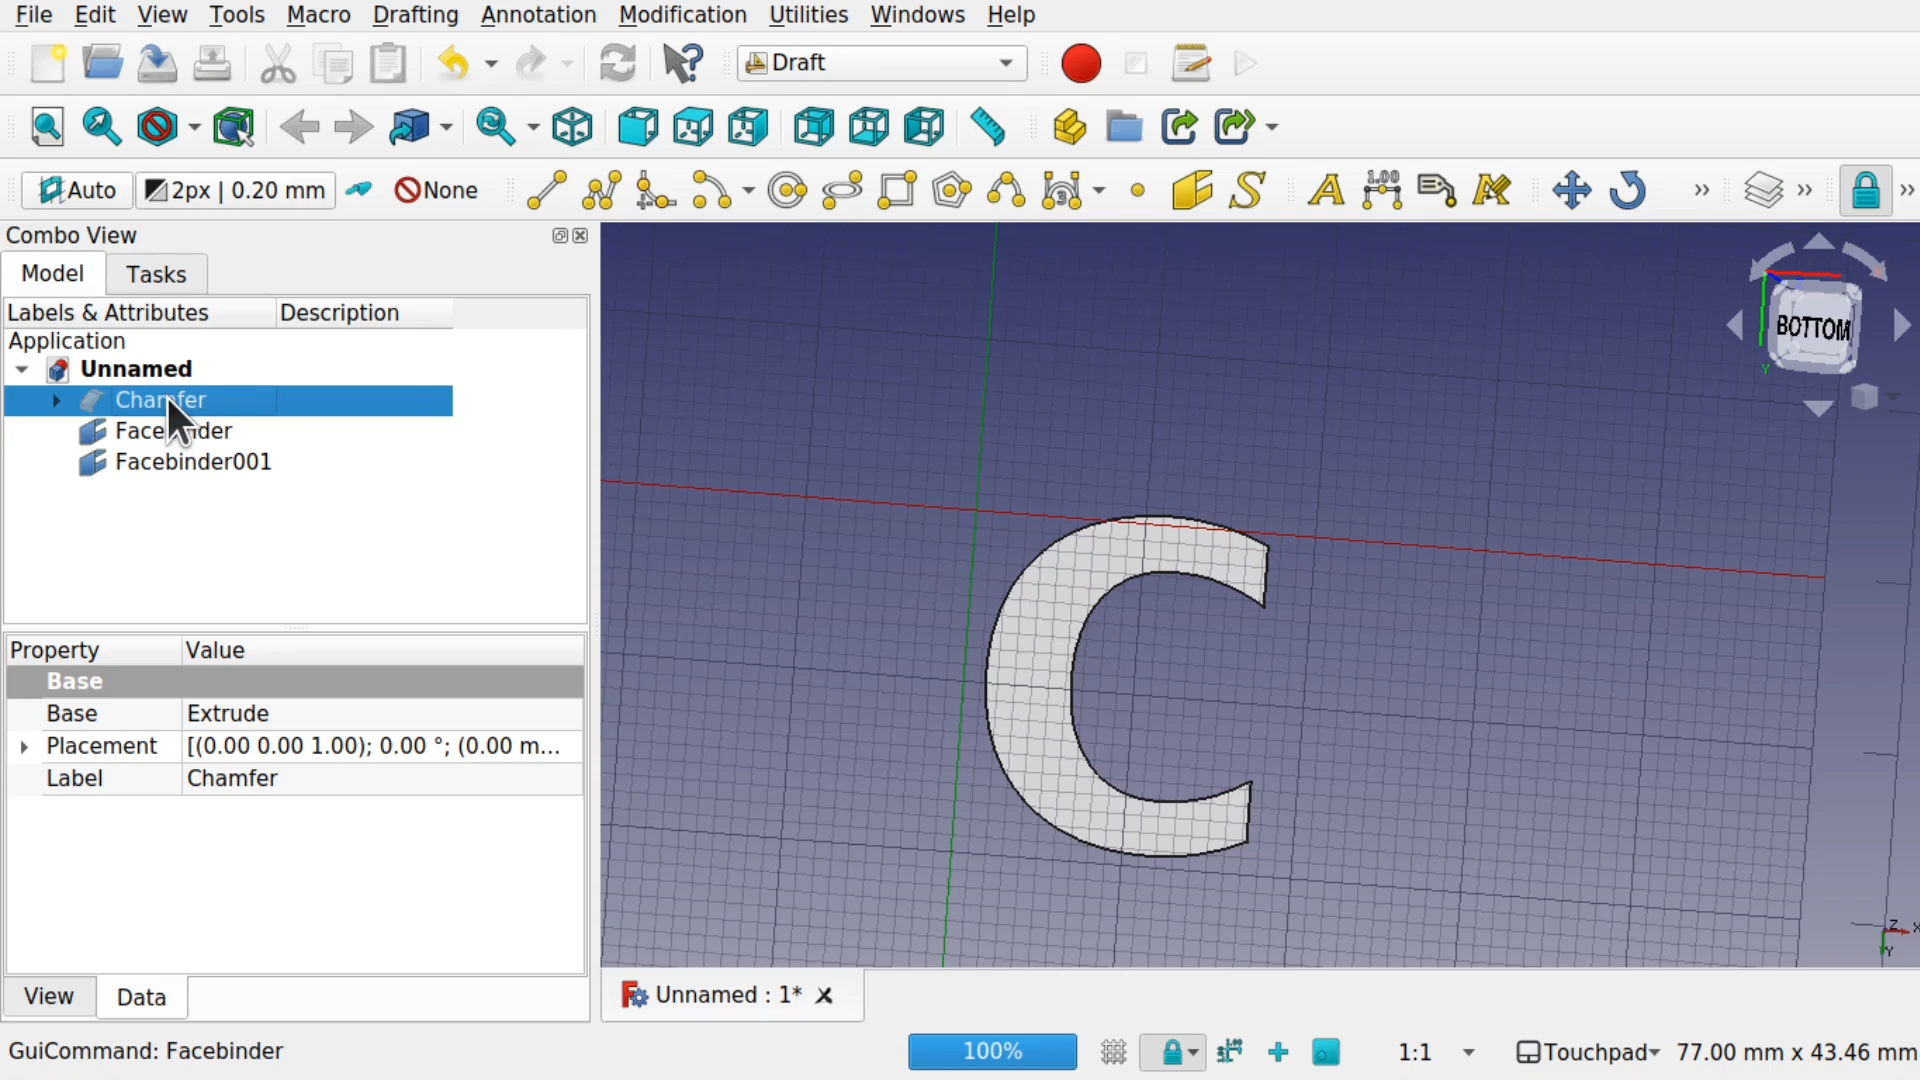 File Edit View Tools Macro Drafting Annotation Modification Utilities Windows Help
Draft
Auto 2px | 0.20 mm None 1.00
Combo View
Model Tasks
Labels & Attributes Description
Application
Unnamed
Chamfer
Facebinder
Facebinder001
Property Value
Base
Base Extrude
Placement [(0.00 0.00 1.00); 0.00 °; (0.00 m...
Label Chamfer
View Data
BOTTOM
Y
C
Z X
Y
Unnamed : 1*
GuiCommand: Facebinder 100% 1:1 Touchpad 77.00 mm x 43.46 mm